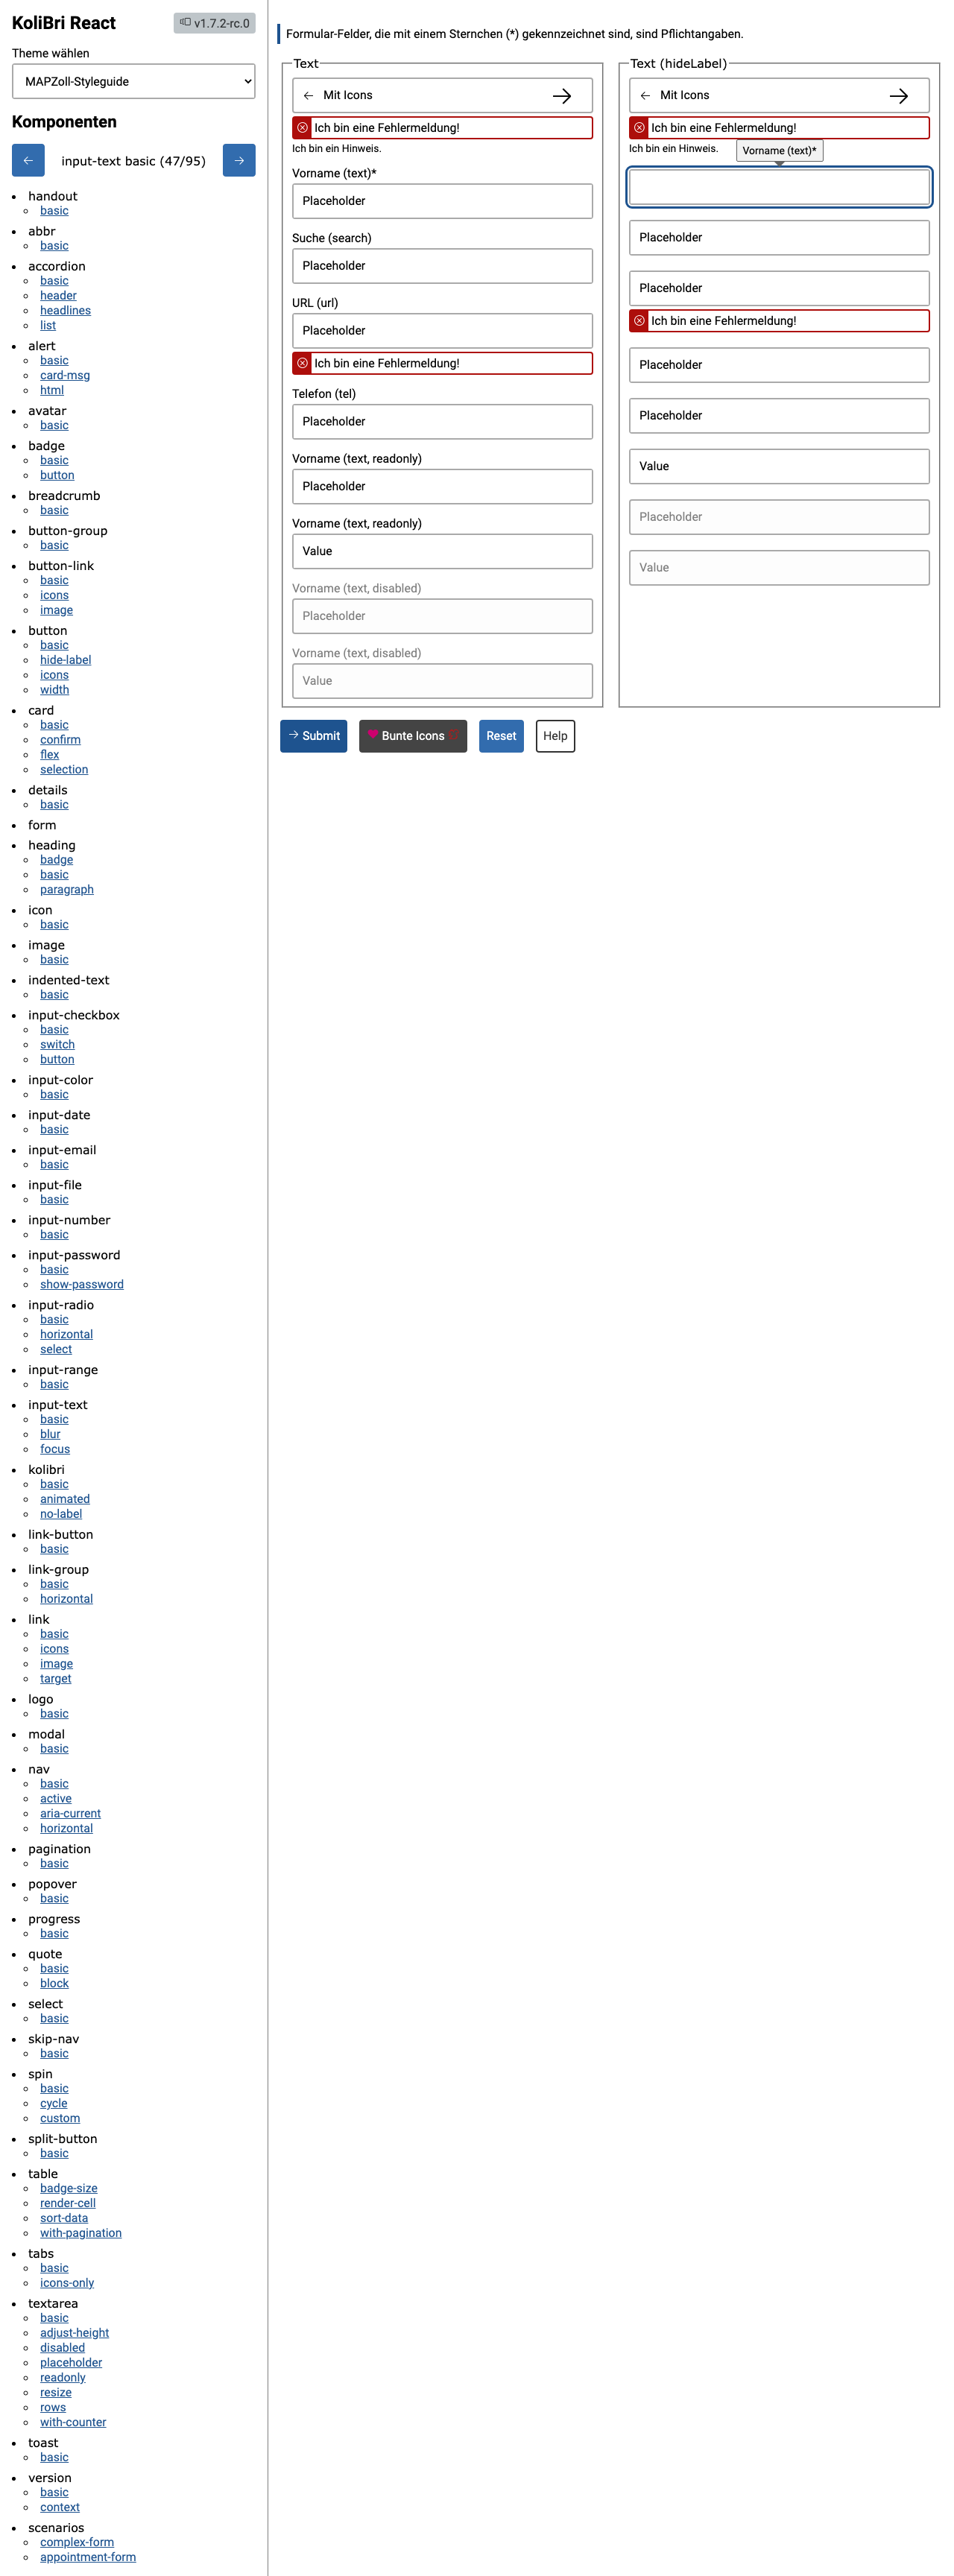 KoliBri React
v1.7.2-rc.0
Theme wählen
MAPZoll-Styleguide
Komponenten
input-text basic (47/95)
handout
basic
abbr
basic
accordion
basic
header
headlines
list
alert
basic
card-msg
html
avatar
basic
badge
basic
button
breadcrumb
basic
button-group
basic
button-link
basic
icons
image
button
basic
hide-label
icons
width
card
basic
confirm
flex
selection
details
basic
form
heading
badge
basic
paragraph
icon
basic
image
basic
indented-text
basic
input-checkbox
basic
switch
button
input-color
basic
input-date
basic
input-email
basic
input-file
basic
input-number
basic
input-password
basic
show-password
input-radio
basic
horizontal
select
input-range
basic
input-text
basic
blur
focus
kolibri
basic
animated
no-label
link-button
basic
link-group
basic
horizontal
link
basic
icons
image
target
logo
basic
modal
basic
nav
basic
active
aria-current
horizontal
pagination
basic
popover
basic
progress
basic
quote
basic
block
select
basic
skip-nav
basic
spin
basic
cycle
custom
split-button
basic
table
badge-size
render-cell
sort-data
with-pagination
tabs
basic
icons-only
textarea
basic
adjust-height
disabled
placeholder
readonly
resize
rows
with-counter
toast
basic
version
basic
context
scenarios
complex-form
appointment-form
Formular-Felder, die mit einem Sternchen (*) gekennzeichnet sind, sind Pflichtangaben.
Text
Mit Icons
Ich bin eine Fehlermeldung!
Ich bin ein Hinweis.
Vorname (text)*
Placeholder
Suche (search)
Placeholder
URL (url)
Placeholder
Ich bin eine Fehlermeldung!
Telefon (tel)
Placeholder
Vorname (text, readonly)
Placeholder
Vorname (text, readonly)
Value
Vorname (text, disabled)
Placeholder
Vorname (text, disabled)
Value
Text (hideLabel)
Mit Icons
Ich bin eine Fehlermeldung!
Ich bin ein Hinweis.
Vorname (text)*
Placeholder
Placeholder
Ich bin eine Fehlermeldung!
Placeholder
Placeholder
Value
Placeholder
Value
Submit
Bunte Icons
Reset
Help